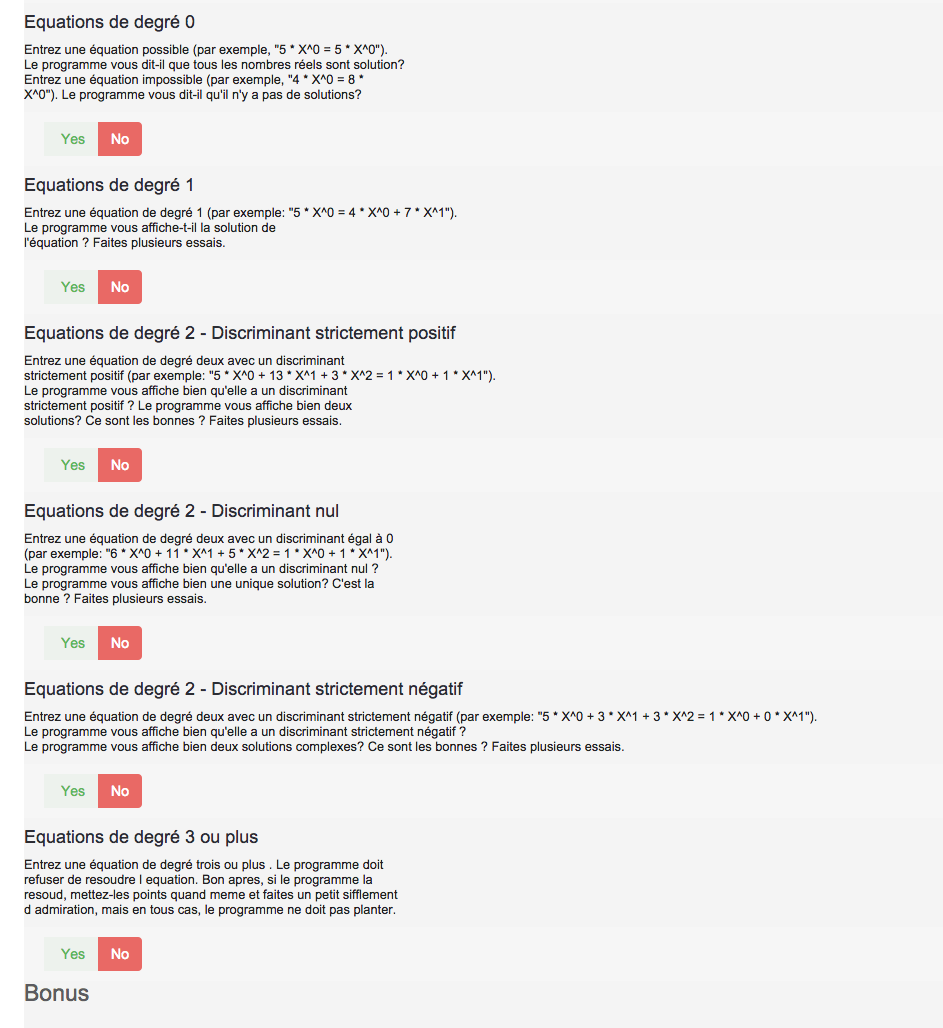 Equations de degré 0
Entrez une équation possible (par exemple, "5 * X^0 = 5 * X^0").
Le programme vous dit-il que tous les nombres réels sont solution?
Entrez une équation impossible (par exemple, "4 * X^0 = 8 *
X^0"). Le programme vous dit-il qu'il n'y a pas de solutions?
Yes No
Equations de degré 1
Entrez une équation de degré 1 (par exemple: "5 * X^0 = 4 * X^0 + 7 * X^1").
Le programme vous affiche-t-il la solution de
l'équation ? Faites plusieurs essais.
Yes No
Equations de degré 2 - Discriminant strictement positif
Entrez une équation de degré deux avec un discriminant
strictement positif (par exemple: "5 * X^0 + 13 * X^1 + 3 * X^2 = 1 * X^0 + 1 * X^1").
Le programme vous affiche bien qu'elle a un discriminant
strictement positif ? Le programme vous affiche bien deux
solutions? Ce sont les bonnes ? Faites plusieurs essais.
Yes No
Equations de degré 2 - Discriminant nul
Entrez une équation de degré deux avec un discriminant égal à 0
(par exemple: "6 * X^0 + 11 * X^1 + 5 * X^2 = 1 * X^0 + 1 * X^1").
Le programme vous affiche bien qu'elle a un discriminant nul ?
Le programme vous affiche bien une unique solution? C'est la
bonne ? Faites plusieurs essais.
Yes No
Equations de degré 2 - Discriminant strictement négatif
Entrez une équation de degré deux avec un discriminant strictement négatif (par exemple: "5 * X^0 + 3 * X^1 + 3 * X^2 = 1 * X^0 + 0 * X^1").
Le programme vous affiche bien qu'elle a un discriminant strictement négatif ?
Le programme vous affiche bien deux solutions complexes? Ce sont les bonnes ? Faites plusieurs essais.
Yes No
Equations de degré 3 ou plus
Entrez une équation de degré trois ou plus . Le programme doit
refuser de resoudre l equation. Bon apres, si le programme la
resoud, mettez-les points quand meme et faites un petit sifflement
d admiration, mais en tous cas, le programme ne doit pas planter.
Yes No
Bonus